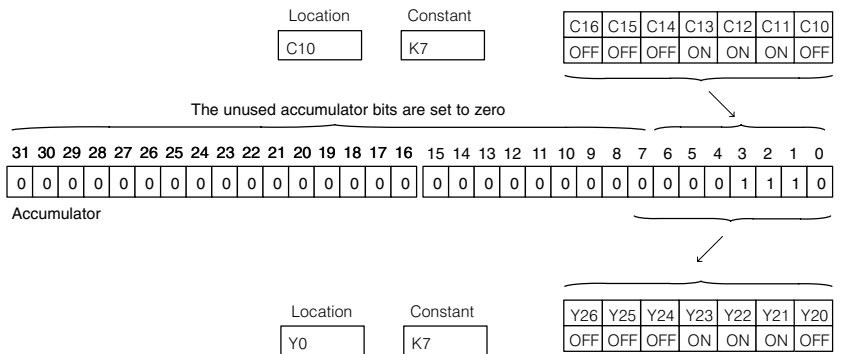 Location Constant
C10 K7
C16 C15 C14 C13 C12 C11 C10
OFF OFF OFF ON ON ON OFF
The unused accumulator bits are set to zero
31 30 29 28 27 26 25 24 23 22 21 20 19 18 17 16 15 14 13 12 11 10 9 8 7 6 5 4 3 2 1 0
0 0 0 0 0 0 0 0 0 0 0 0 0 0 0 0 0 0 0 0 0 0 0 0 0 0 0 0 1 1 1 0
Accumulator
Location Constant
Y0 K7
Y26 Y25 Y24 Y23 Y22 Y21 Y20
OFF OFF OFF ON ON ON OFF